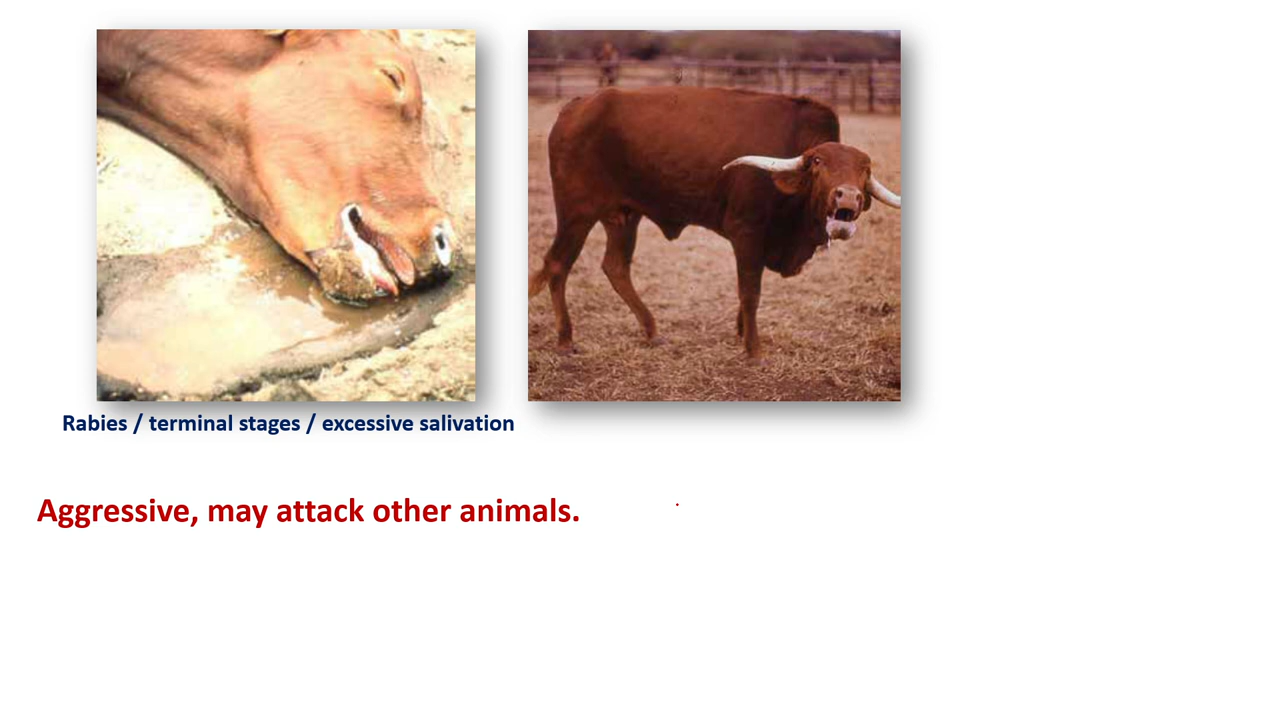 Rabies / terminal stages / excessive salivation
Aggressive, may attack other animals.